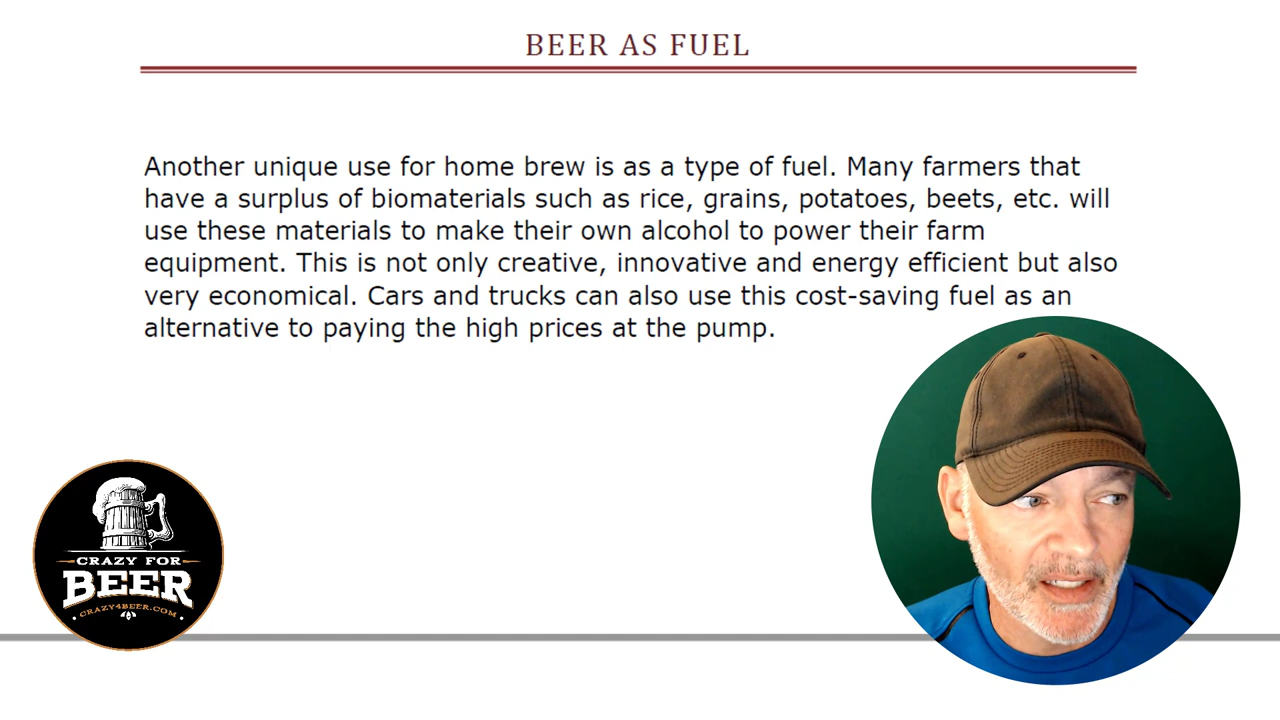 BEER AS FUEL
Another unique use for home brew is as a type of fuel. Many farmers that
have a surplus of biomaterials such as rice, grains, potatoes, beets, etc. will
use these materials to make their own alcohol to power their farm
equipment. This is not only creative, innovative and energy efficient but also
very economical. Cars and trucks can also use this cost-saving fuel as an
alternative to paying the high prices at the pump.
CRAZY FOR
BEER
CRAZY4BEER.COM